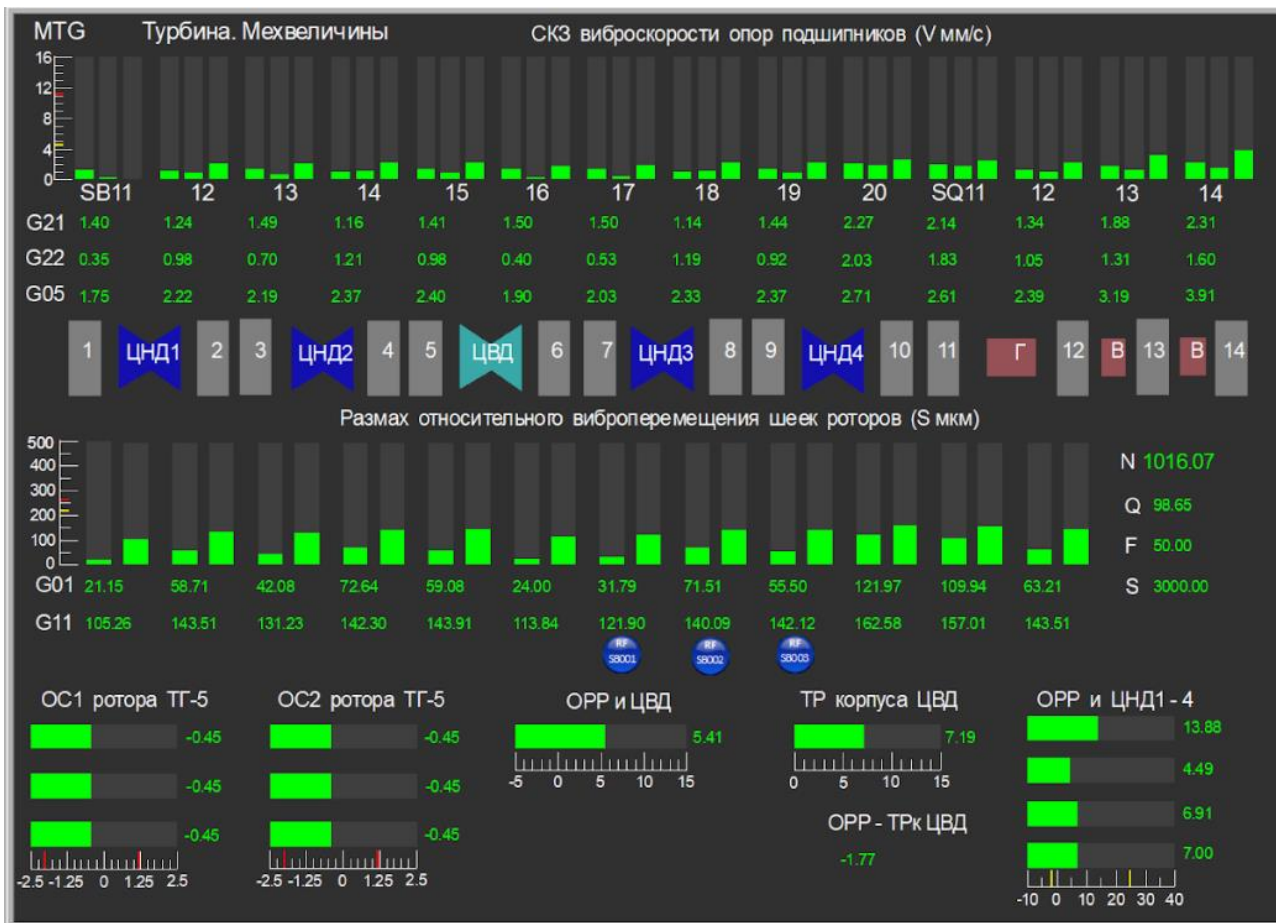 MTG Турбина. Мехвеличины СКЗ виброскорости опор подшипников (V мм/с)
16
12
8
4
0
SB11 12 13 14 15 16 17 18 19 20 SQ11 12 13 14
G21 1.40 1.24 1.49 1.16 1.41 1.50 1.50 1.14 1.44 2.27 2.14 1.34 1.88 2.31
G22 0.35 0.98 0.70 1.21 0.98 0.40 0.53 1.19 0.92 2.03 1.83 1.05 1.31 1.60
G05 1.75 2.22 2.19 2.37 2.40 1.90 2.03 2.33 2.37 2.71 2.61 2.39 3.19 3.91
1 ЦНД1 2 3 ЦНД2 4 5 ЦВД 6 7 ЦНД3 8 9 ЦНД4 10 11 Г 12 В 13 В 14
Размах относительного виброперемещения шеек роторов (S мкм)
500
400
300
200
100
0
N 1016.07
Q 98.65
F 50.00
S 3000.00
G01 21.15 58.71 42.08 72.64 59.08 24.00 31.79 71.51 55.50 121.97 109.94 63.21
G11 105.26 143.51 131.23 142.30 143.91 113.84 121.90 140.09 142.12 162.58 157.01 143.51
RF RF RF
SB001 SB002 SB003
ОС1 ротора ТГ-5 ОС2 ротора ТГ-5 ОРР и ЦВД ТР корпуса ЦВД ОРР и ЦНД1-4
-0.45 -0.45 5.41 7.19 13.88
-5 0 5 10 15 0 5 10 15
-0.45 -0.45 4.49
-0.45 -0.45 ОРР - ТРк ЦВД 6.91
-1.77 7.00
-2.5 -1.25 0 1.25 2.5 -2.5 -1.25 0 1.25 2.5 -10 0 10 20 30 40